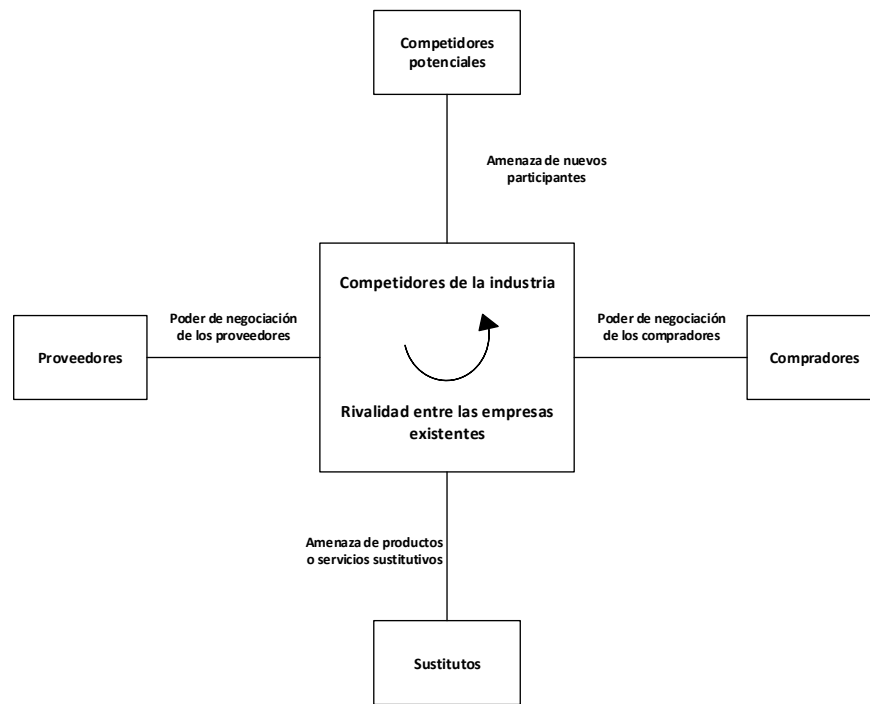 Competidores
potenciales
Amenaza de nuevos
participantes
Competidores de la industria
Poder de negociación
de los proveedores
Poder de negociación
de los compradores
Proveedores
Compradores
Rivalidad entre las empresas
existentes
Amenaza de productos
o servicios sustitutivos
Sustitutos